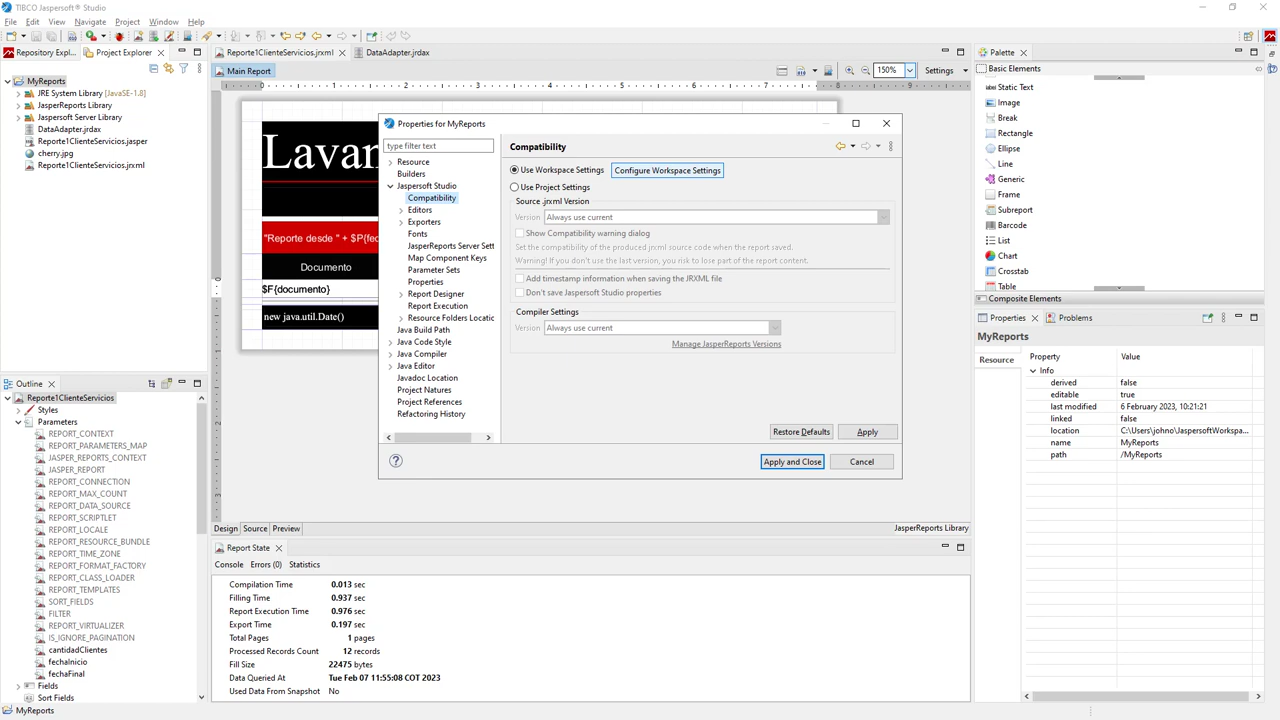 TIBCO Jaspersoft® Studio
File Edit View Navigate Project Window Help
Repository Expl... Project Explorer
Reporte1ClienteServicios.jrxml DataAdapter.jrdax
Main Report
150%
Settings
MyReports
JRE System Library [JavaSE-1.8]
JasperReports Library
Jaspersoft Server Library
DataAdapter.jrdax
Reporte1ClienteServicios.jasper
cherry.jpg
Reporte1ClienteServicios.jrxml
0 1 2 3 4 5 6 7 8 9
Lavan
"Reporte desde " + $P{fec
Documento
$F{documento}
new java.util.Date()
Properties for MyReports
type filter text
Resource
Builders
Jaspersoft Studio
Compatibility
Editors
Exporters
Fonts
JasperReports Server Sett
Map Component Keys
Parameter Sets
Properties
Report Designer
Report Execution
Resource Folders Locatio
Java Build Path
Java Code Style
Java Compiler
Java Editor
Javadoc Location
Project Natures
Project References
Refactoring History
Compatibility
Use Workspace Settings Configure Workspace Settings
Use Project Settings
Source .jrxml Version
Version Always use current
Show Compatibility warning dialog
Set the compatibility of the produced jrxml source code when the report saved.
Warning! If you don't use the last version, you risk to lose part of the report content.
Add timestamp information when saving the JRXML file
Don't save Jaspersoft Studio properties
Compiler Settings
Version Always use current
Manage JasperReports Versions
Restore Defaults Apply
Apply and Close Cancel
Palette
Basic Elements
Static Text
Image
Break
Rectangle
Ellipse
Line
Generic
Frame
Subreport
Barcode
List
Chart
Crosstab
Table
Composite Elements
Properties Problems
MyReports
Resource
Property Value
Info
derived false
editable true
last modified 6 February 2023, 10:21:21
linked false
location C:\Users\johno\JaspersoftWorkspa...
name MyReports
path /MyReports
Outline
Reporte1ClienteServicios
Styles
Parameters
REPORT_CONTEXT
REPORT_PARAMETERS_MAP
JASPER_REPORTS_CONTEXT
JASPER_REPORT
REPORT_CONNECTION
REPORT_MAX_COUNT
REPORT_DATA_SOURCE
REPORT_SCRIPTLET
REPORT_LOCALE
REPORT_RESOURCE_BUNDLE
REPORT_TIME_ZONE
REPORT_FORMAT_FACTORY
REPORT_CLASS_LOADER
REPORT_TEMPLATES
SORT_FIELDS
FILTER
REPORT_VIRTUALIZER
IS_IGNORE_PAGINATION
cantidadClientes
fechaInicio
fechaFinal
Fields
Sort Fields
Design Source Preview
JasperReports Library
Report State
Console Errors (0) Statistics
Compilation Time 0.013 sec
Filling Time 0.937 sec
Report Execution Time 0.976 sec
Export Time 0.197 sec
Total Pages 1 pages
Processed Records Count 12 records
Fill Size 22475 bytes
Data Queried At Tue Feb 07 11:55:08 COT 2023
Used Data From Snapshot No
MyReports